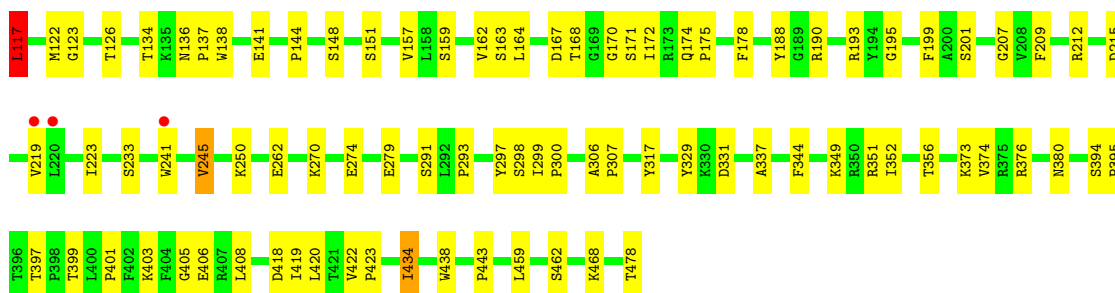 L117 M122 G123 T126 T134 K135 N136 P137 W138 E141 P144 S148 S151 V157 L158 S159 V162 S163 L164 D167 T168 G169 G170 S171 I172 R173 Q174 P175 F178 Y188 G189 R190 R193 Y194 G195 F199 A200 S201 G207 V208 F209 R212
V219 L220 I223 S233 W241 V245 K250 E262 K270 E274 E279 S291 L292 P293 Y297 S298 I299 P300 A306 P307 Y317 Y329 K330 D331 A337 F344 K349 R350 R351 I352 T356 K373 V374 R375 R376 N380 S394
T396 T397 P398 T399 L400 P401 F402 K403 F404 G405 E406 R407 L408 D418 I419 L420 T421 V422 P423 I434 W438 P443 L459 S462 K468 T478